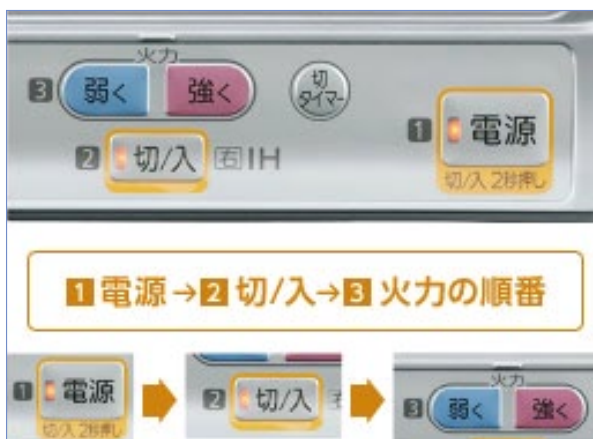 火力
3 弱く 強く 切タイマー
1 電源
2 切/入 右 IH
切/入 2秒押し
1 電源→2 切/入→3 火力の順番
1 電源
切/入 2秒押し
2 切/入
火力
3 弱く 強く